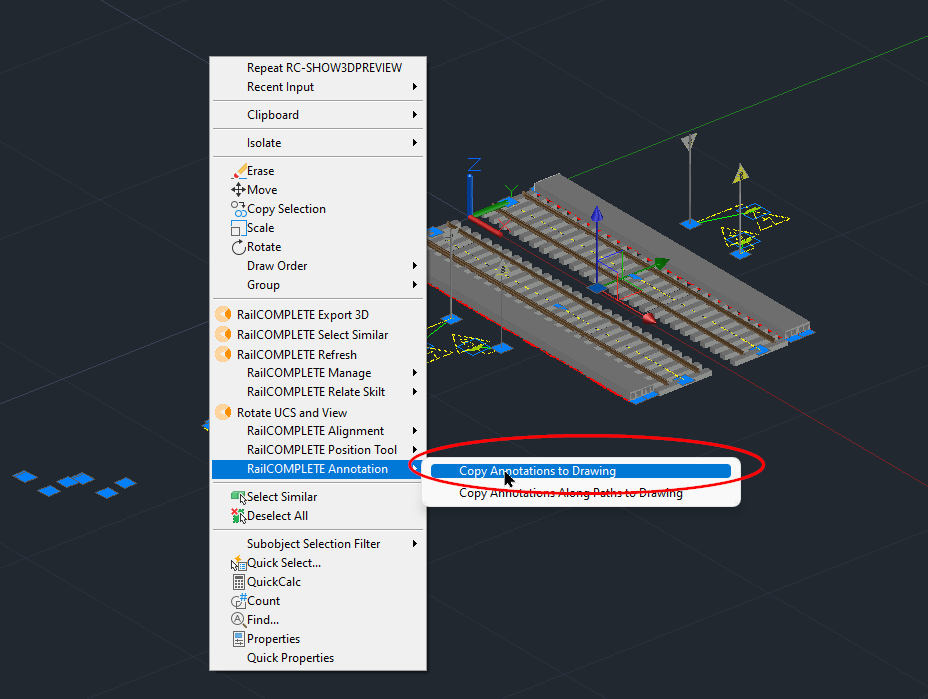 Repeat RC-SHOW3DPREVIEW
Recent Input
Clipboard
Isolate
Erase
Move
Copy Selection
Scale
Rotate
Draw Order
Group
RailCOMPLETE Export 3D
RailCOMPLETE Select Similar
RailCOMPLETE Refresh
RailCOMPLETE Manage
RailCOMPLETE Relate Skilt
Rotate UCS and View
RailCOMPLETE Alignment
RailCOMPLETE Position Tool
RailCOMPLETE Annotation
Copy Annotations to Drawing
Copy Annotations Along Paths to Drawing
Select Similar
Deselect All
Subobject Selection Filter
Quick Select...
QuickCalc
Count
Find...
Properties
Quick Properties
Z
Y